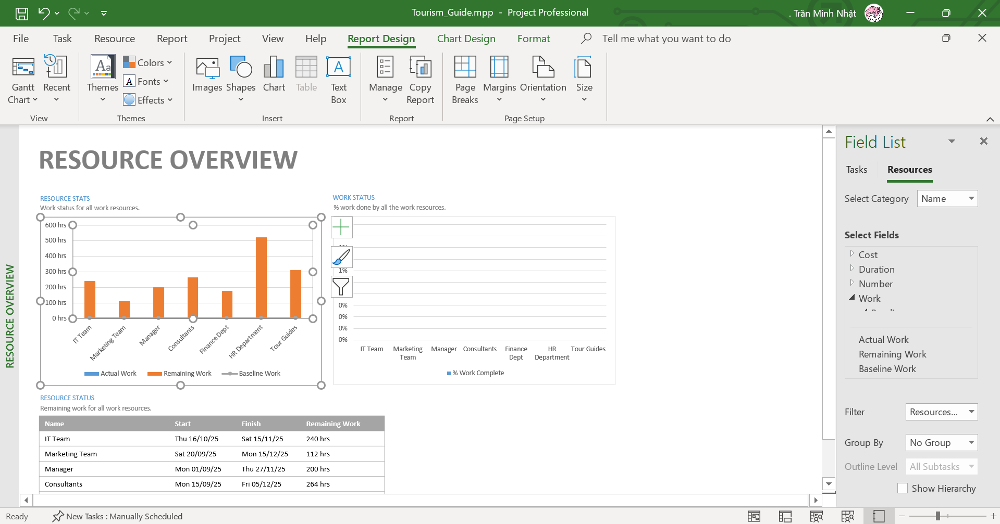 Tourism_Guide.mpp - Project Professional
. Trần Minh Nhật
File Task Resource Report Project View Help Report Design Chart Design Format Tell me what you want to do
Gantt Chart
Recent
View
Aa
Themes
Colors
A Fonts
Effects
Themes
Images
Shapes
Chart
Table
A
Text Box
Insert
Manage
Copy Report
Report
Page Breaks
Margins
Orientation
Size
Page Setup
RESOURCE OVERVIEW
RESOURCE OVERVIEW
RESOURCE STATS
Work status for all work resources.
600 hrs
500 hrs
400 hrs
300 hrs
200 hrs
100 hrs
0 hrs
IT Team Marketing Team Manager Consultants Finance Dept HR Department Tour Guides
Actual Work Remaining Work Baseline Work
WORK STATUS
% work done by all the work resources.
1%
0%
0%
0%
0%
IT Team Marketing Team Manager Consultants Finance Dept HR Department Tour Guides
% Work Complete
RESOURCE STATUS
Remaining work for all work resources.
Name Start Finish Remaining Work
IT Team Thu 16/10/25 Sat 15/11/25 240 hrs
Marketing Team Sat 20/09/25 Mon 15/12/25 112 hrs
Manager Mon 01/09/25 Thu 27/11/25 200 hrs
Consultants Mon 15/09/25 Fri 05/12/25 264 hrs
Field List
Tasks Resources
Select Category Name
Select Fields
Cost
Duration
Number
Work
Actual Work
Remaining Work
Baseline Work
Filter Resources...
Group By No Group
Outline Level All Subtasks
Show Hierarchy
Ready New Tasks : Manually Scheduled